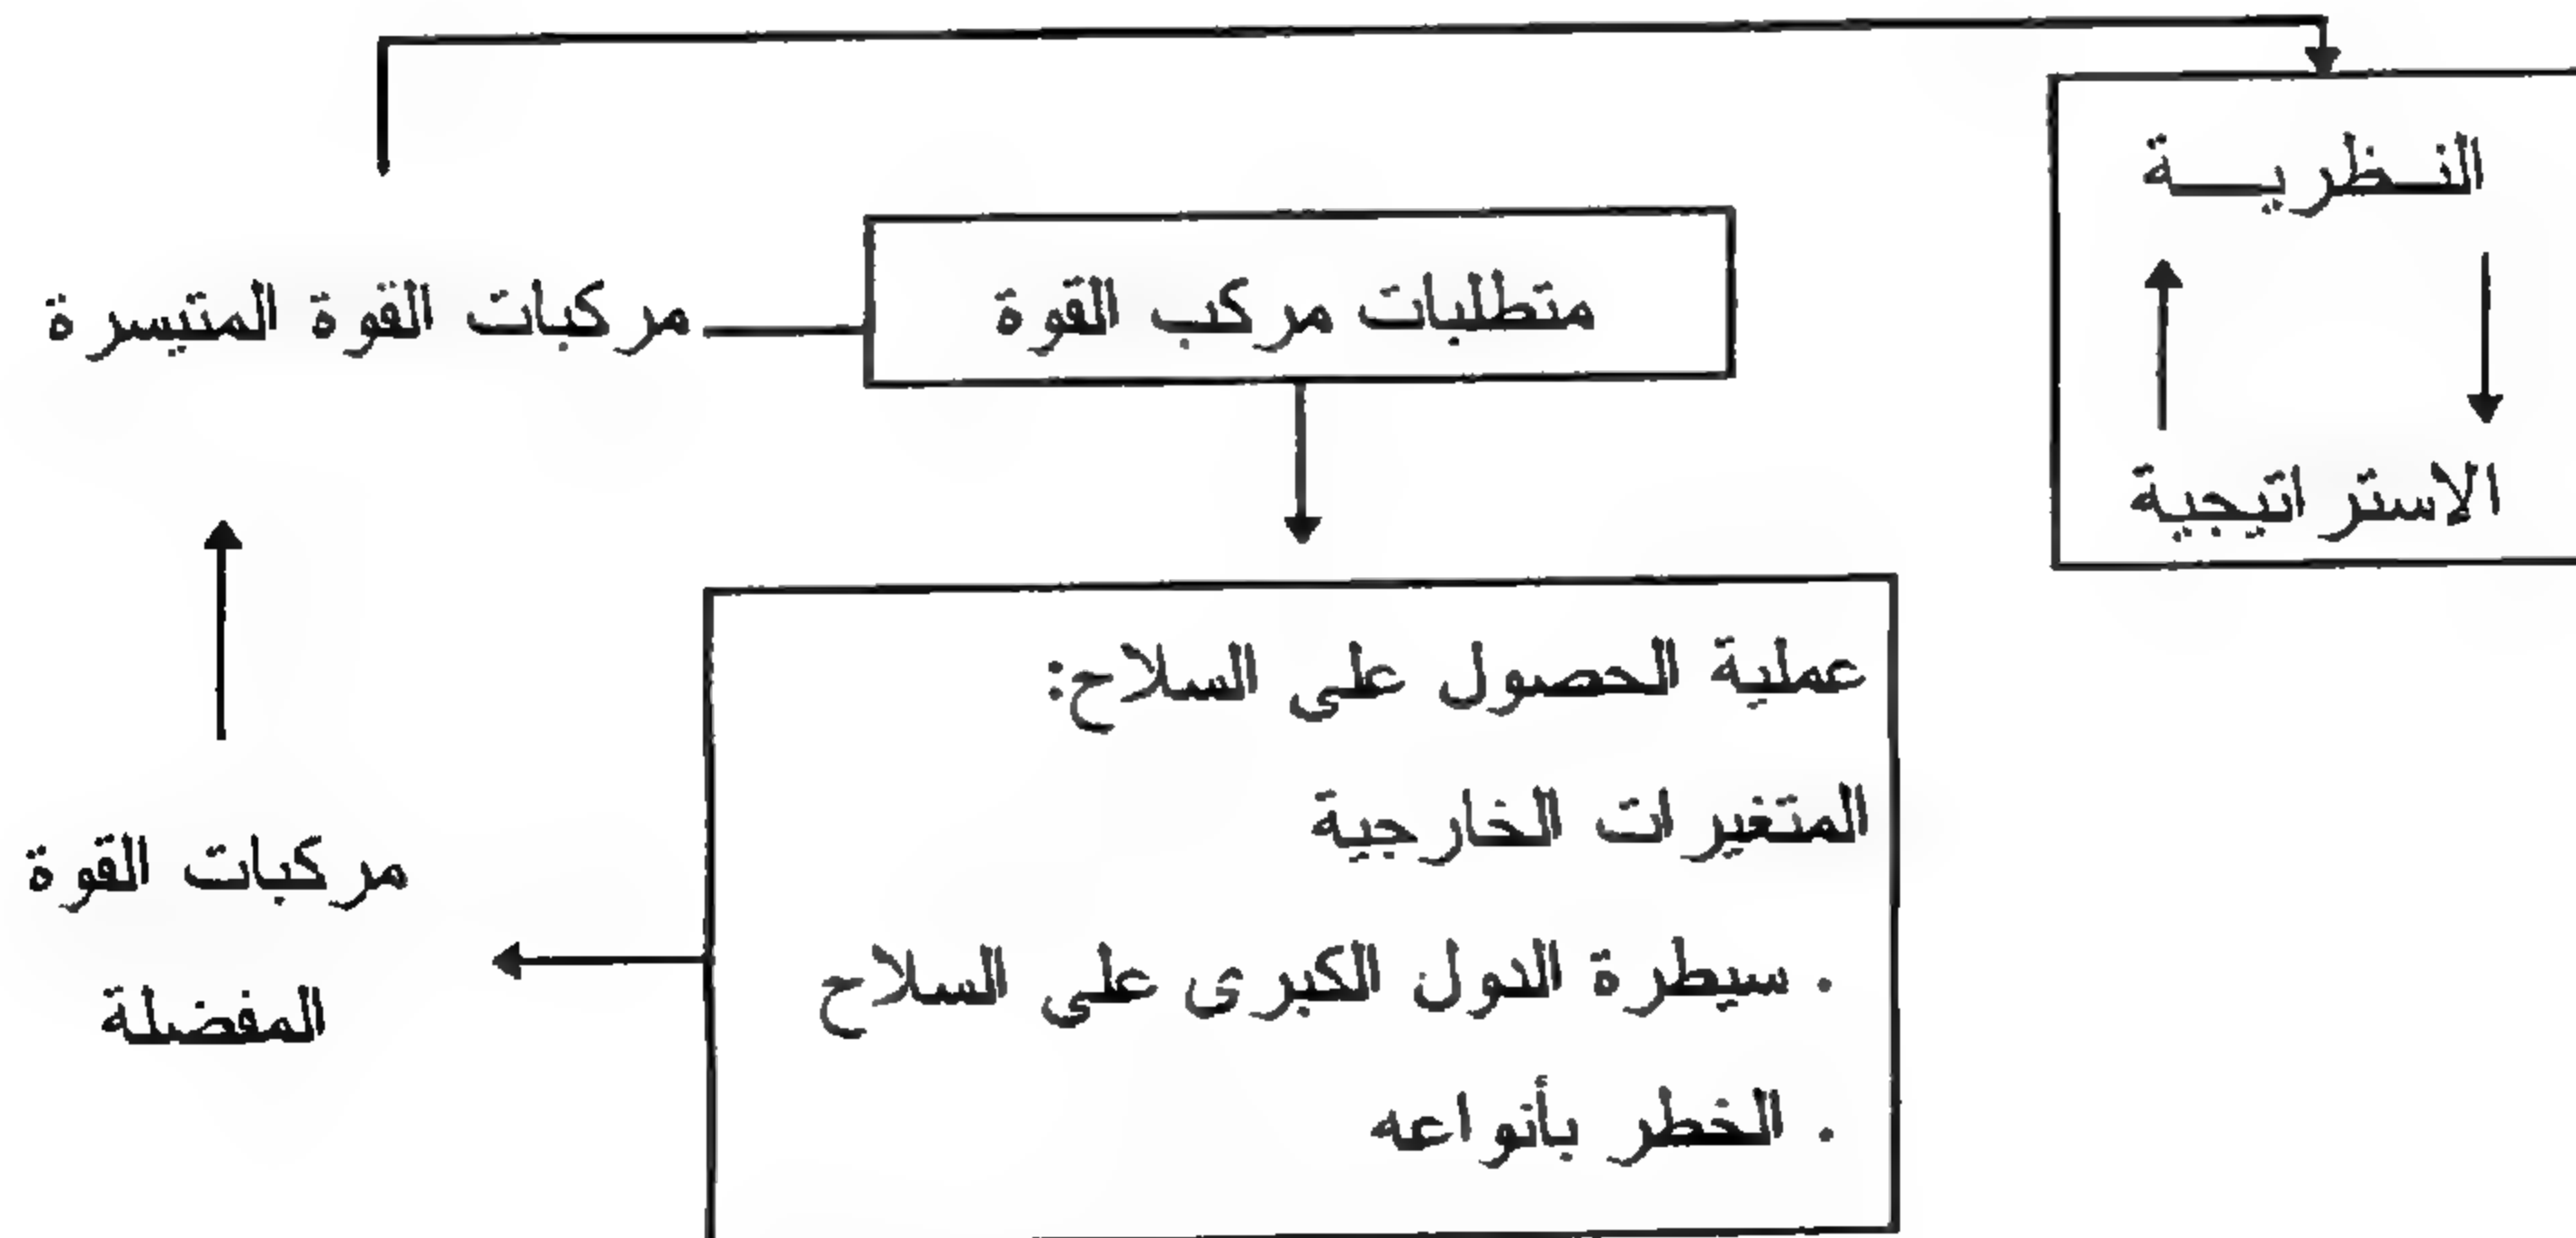 النظرية
الاستراتيجية
متطلبات مركب القوة
مركبات القوة المتيسرة
عملية الحصول على السلاح:
المتغيرات الخارجية
. سيطرة الدول الكبرى على السلاح
. الخطر بأنواعه
مركبات القوة
المفضلة